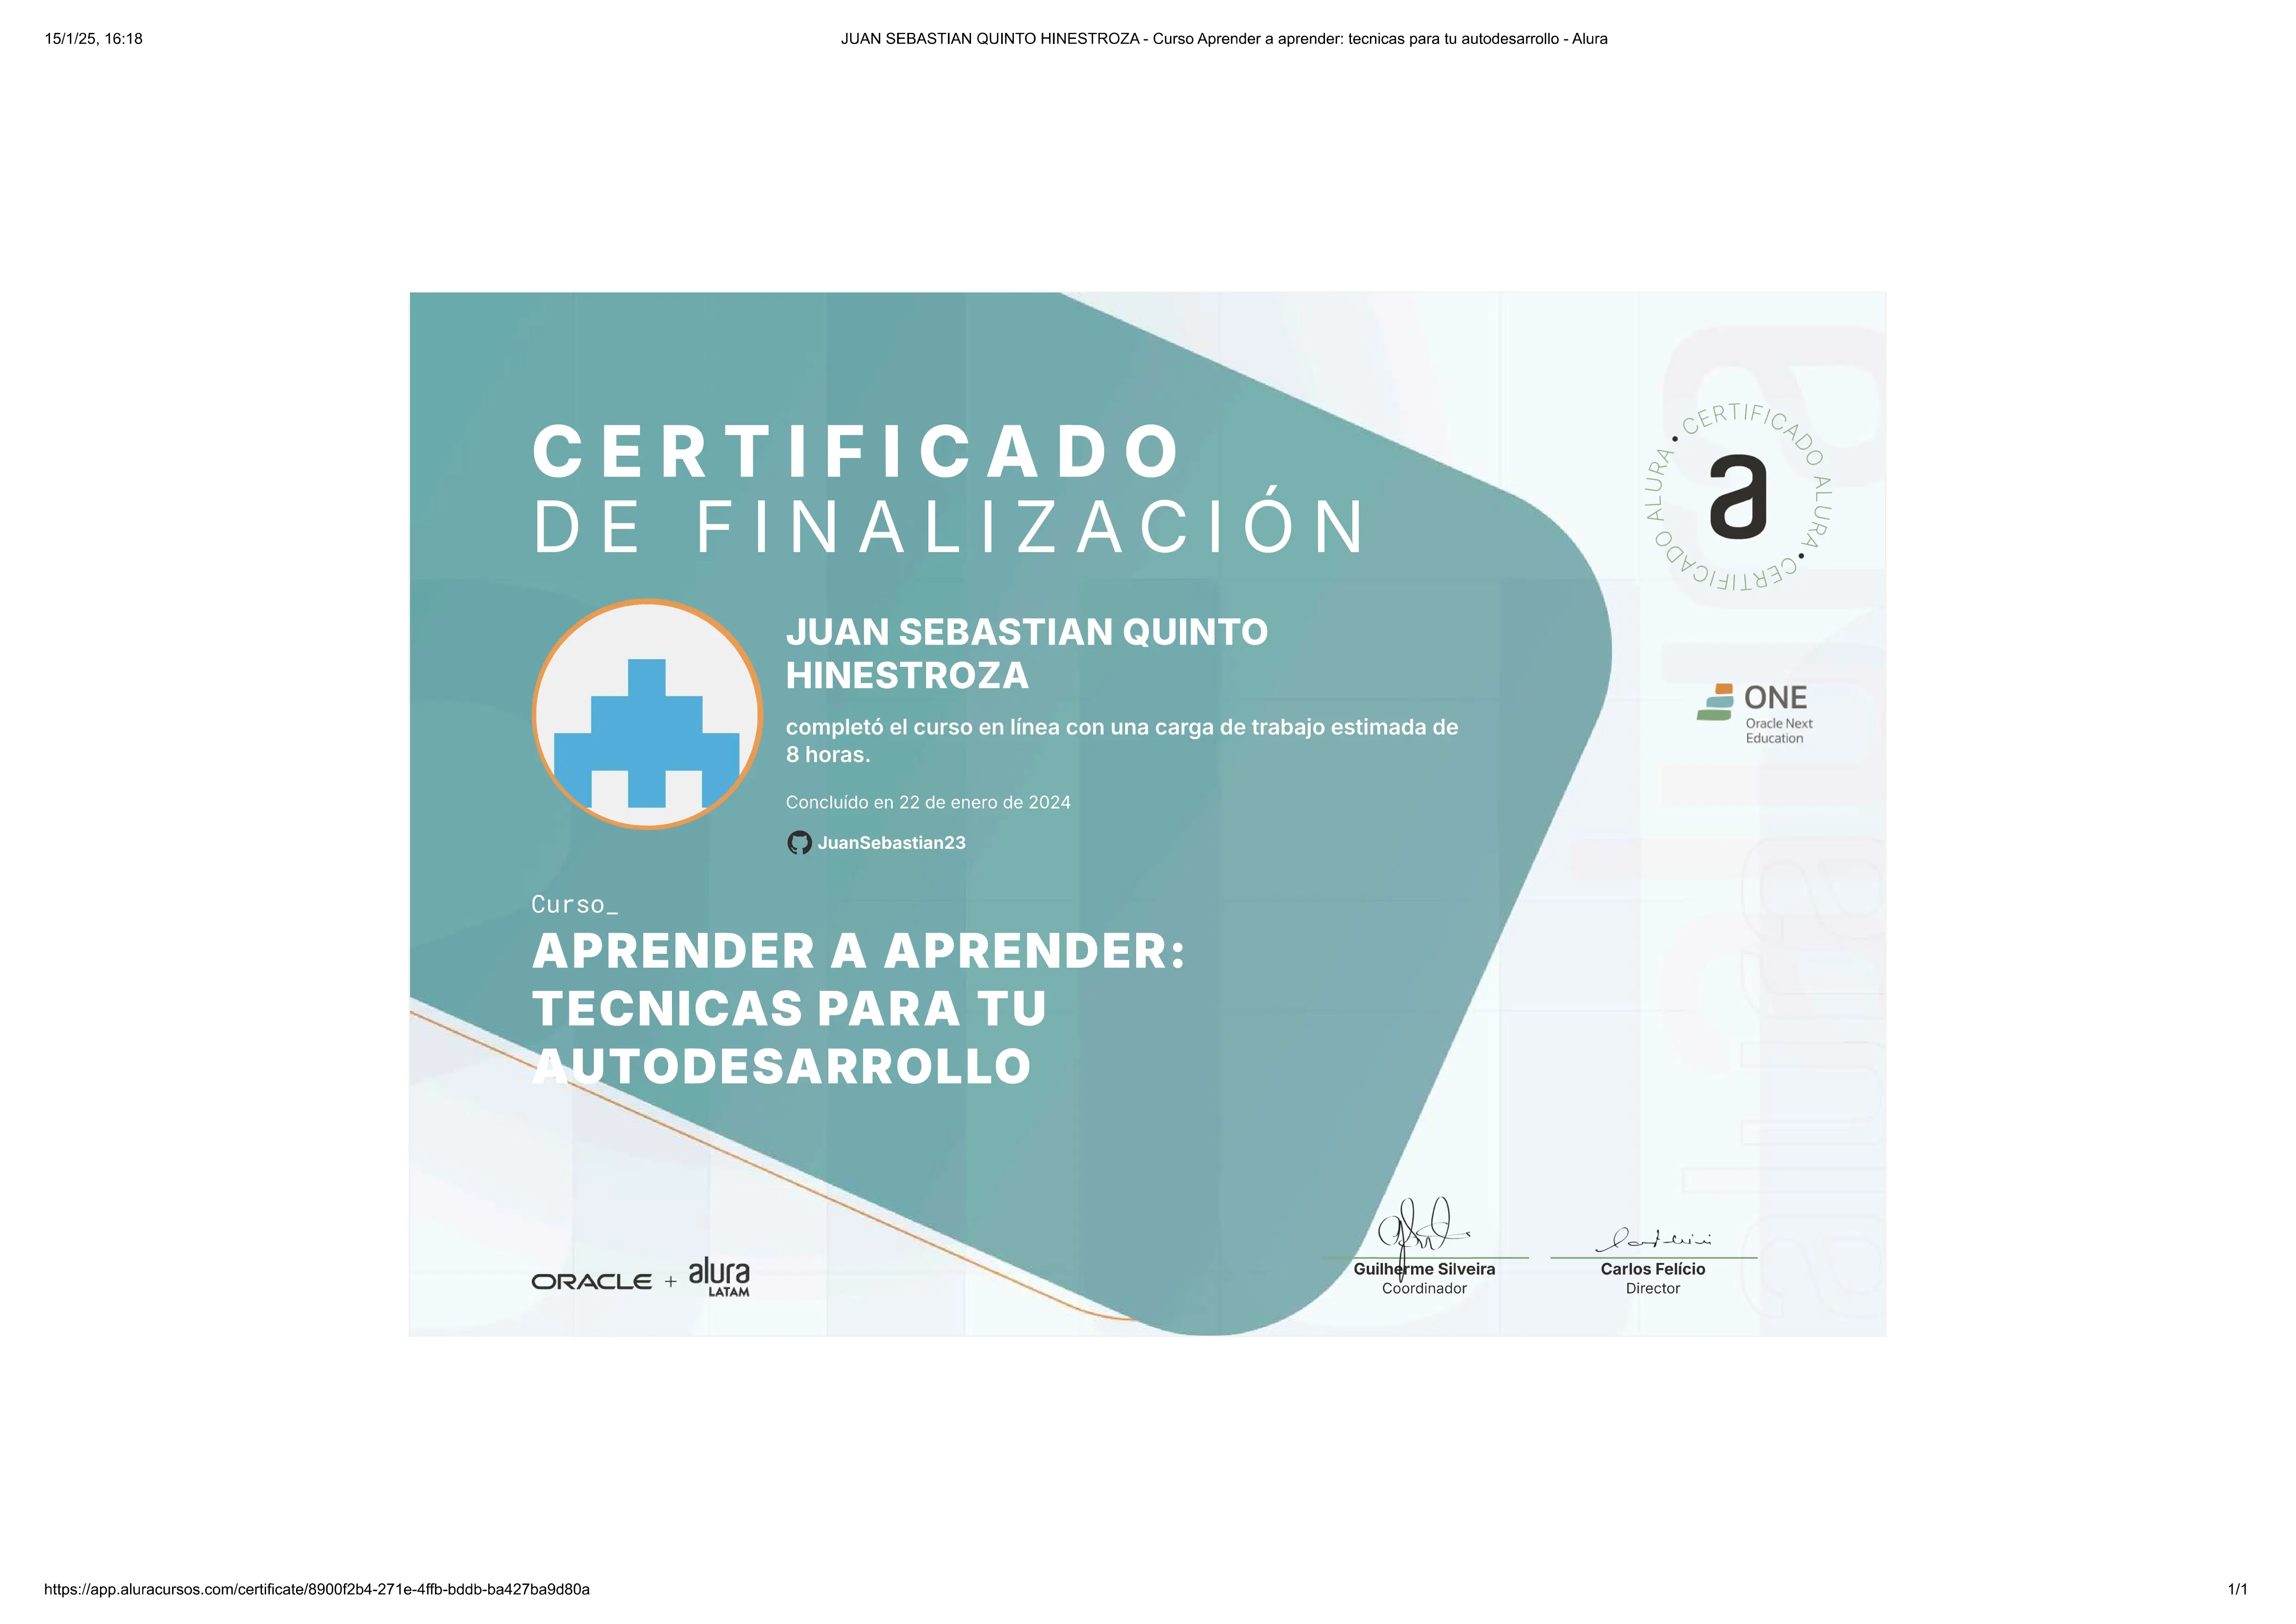 15/1/25, 16:18
JUAN SEBASTIAN QUINTO HINESTROZA - Curso Aprender a aprender: tecnicas para tu autodesarrollo - Alura
CERTIFICADO
DE FINALIZACIÓN
• CERTIFICADO ALURA • CERTIFICADO ALURA
a
JUAN SEBASTIAN QUINTO
HINESTROZA
completó el curso en línea con una carga de trabajo estimada de
8 horas.
Concluído en 22 de enero de 2024
JuanSebastian23
ONE
Oracle Next
Education
Curso_
APRENDER A APRENDER:
TECNICAS PARA TU
AUTODESARROLLO
ORACLE + alura
LATAM
Guilherme Silveira
Coordinador
Carlos Felício
Director
alura
alura
https://app.aluracursos.com/certificate/8900f2b4-271e-4ffb-bddb-ba427ba9d80a
1/1